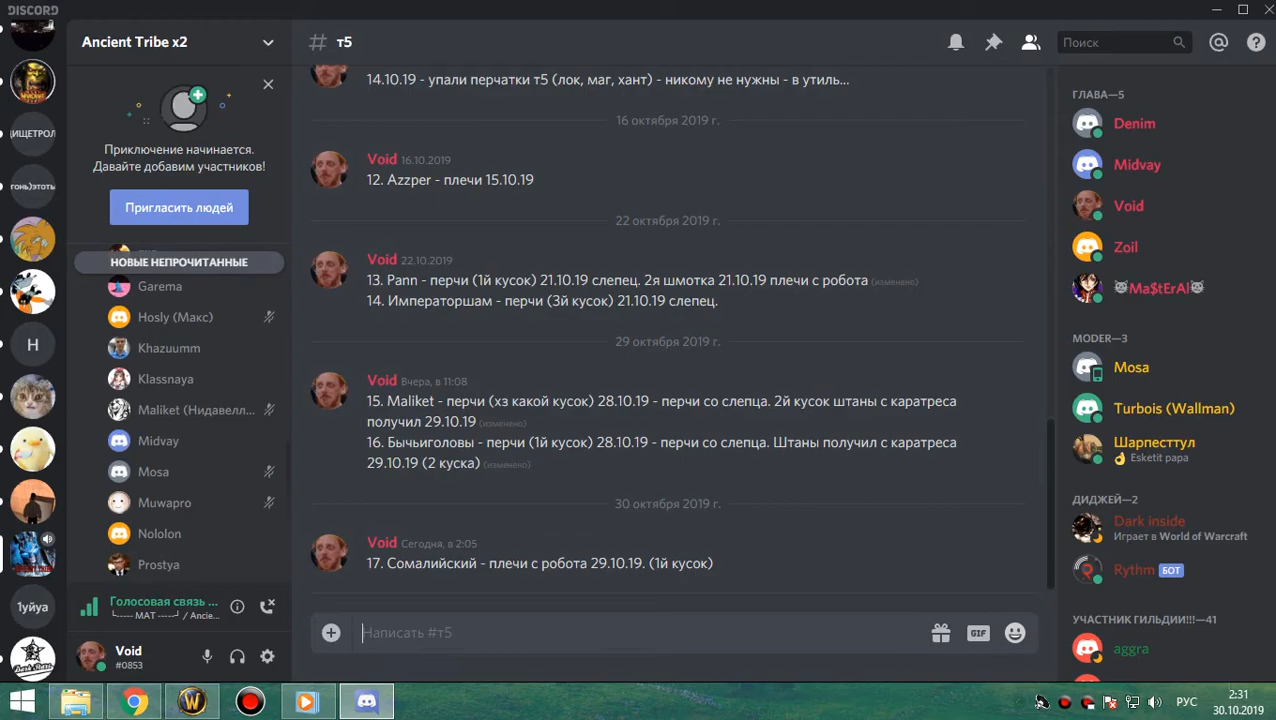 DISCORD
Ancient Tribe x2
Приключение начинается.
Давайте добавим участников!
Пригласить людей
НОВЫЕ НЕПРОЧИТАННЫЕ
Garema
Hosly (Макс)
Khazuumm
Klassnaya
Maliket (Нидавелл...
Midvay
Mosa
Muwapro
Nololon
Prostya
Голосовая связь ...
└----- МАТ -----┘ / Ancie...
Void
#0853
ИЩЕТРОЛ
гонь)этоты
Н
1уйуа
# т5
Поиск
14.10.19 - упали перчатки т5 (лок, маг, хант) - никому не нужны - в утиль...
16 октября 2019 г.
Void 16.10.2019
12. Azzper - плечи 15.10.19
22 октября 2019 г.
Void 22.10.2019
13. Pann - перчи (1й кусок) 21.10.19 слепец. 2я шмотка 21.10.19 плечи с робота (изменено)
14. Императоршам - перчи (3й кусок) 21.10.19 слепец.
29 октября 2019 г.
Void Вчера, в 11:08
15. Maliket - перчи (хз какой кусок) 28.10.19 - перчи со слепца. 2й кусок штаны с каратреса
получил 29.10.19 (изменено)
16. Бычьиголовы - перчи (1й кусок) 28.10.19 - перчи со слепца. Штаны получил с каратреса
29.10.19 (2 куска) (изменено)
30 октября 2019 г.
Void Сегодня, в 2:05
17. Сомалийский - плечи с робота 29.10.19. (1й кусок)
Написать #т5
GIF
ГЛАВА—5
Denim
Midvay
Void
Zoil
Ma$tErAl
MODER—3
Mosa
Turbois (Wallman)
Шарпесттул
Esketit papa
ДИДЖЕЙ—2
Dark inside
Играет в World of Warcraft
Rythm БОТ
УЧАСТНИК ГИЛЬДИИ!!!—41
aggra
РУС
2:31
30.10.2019